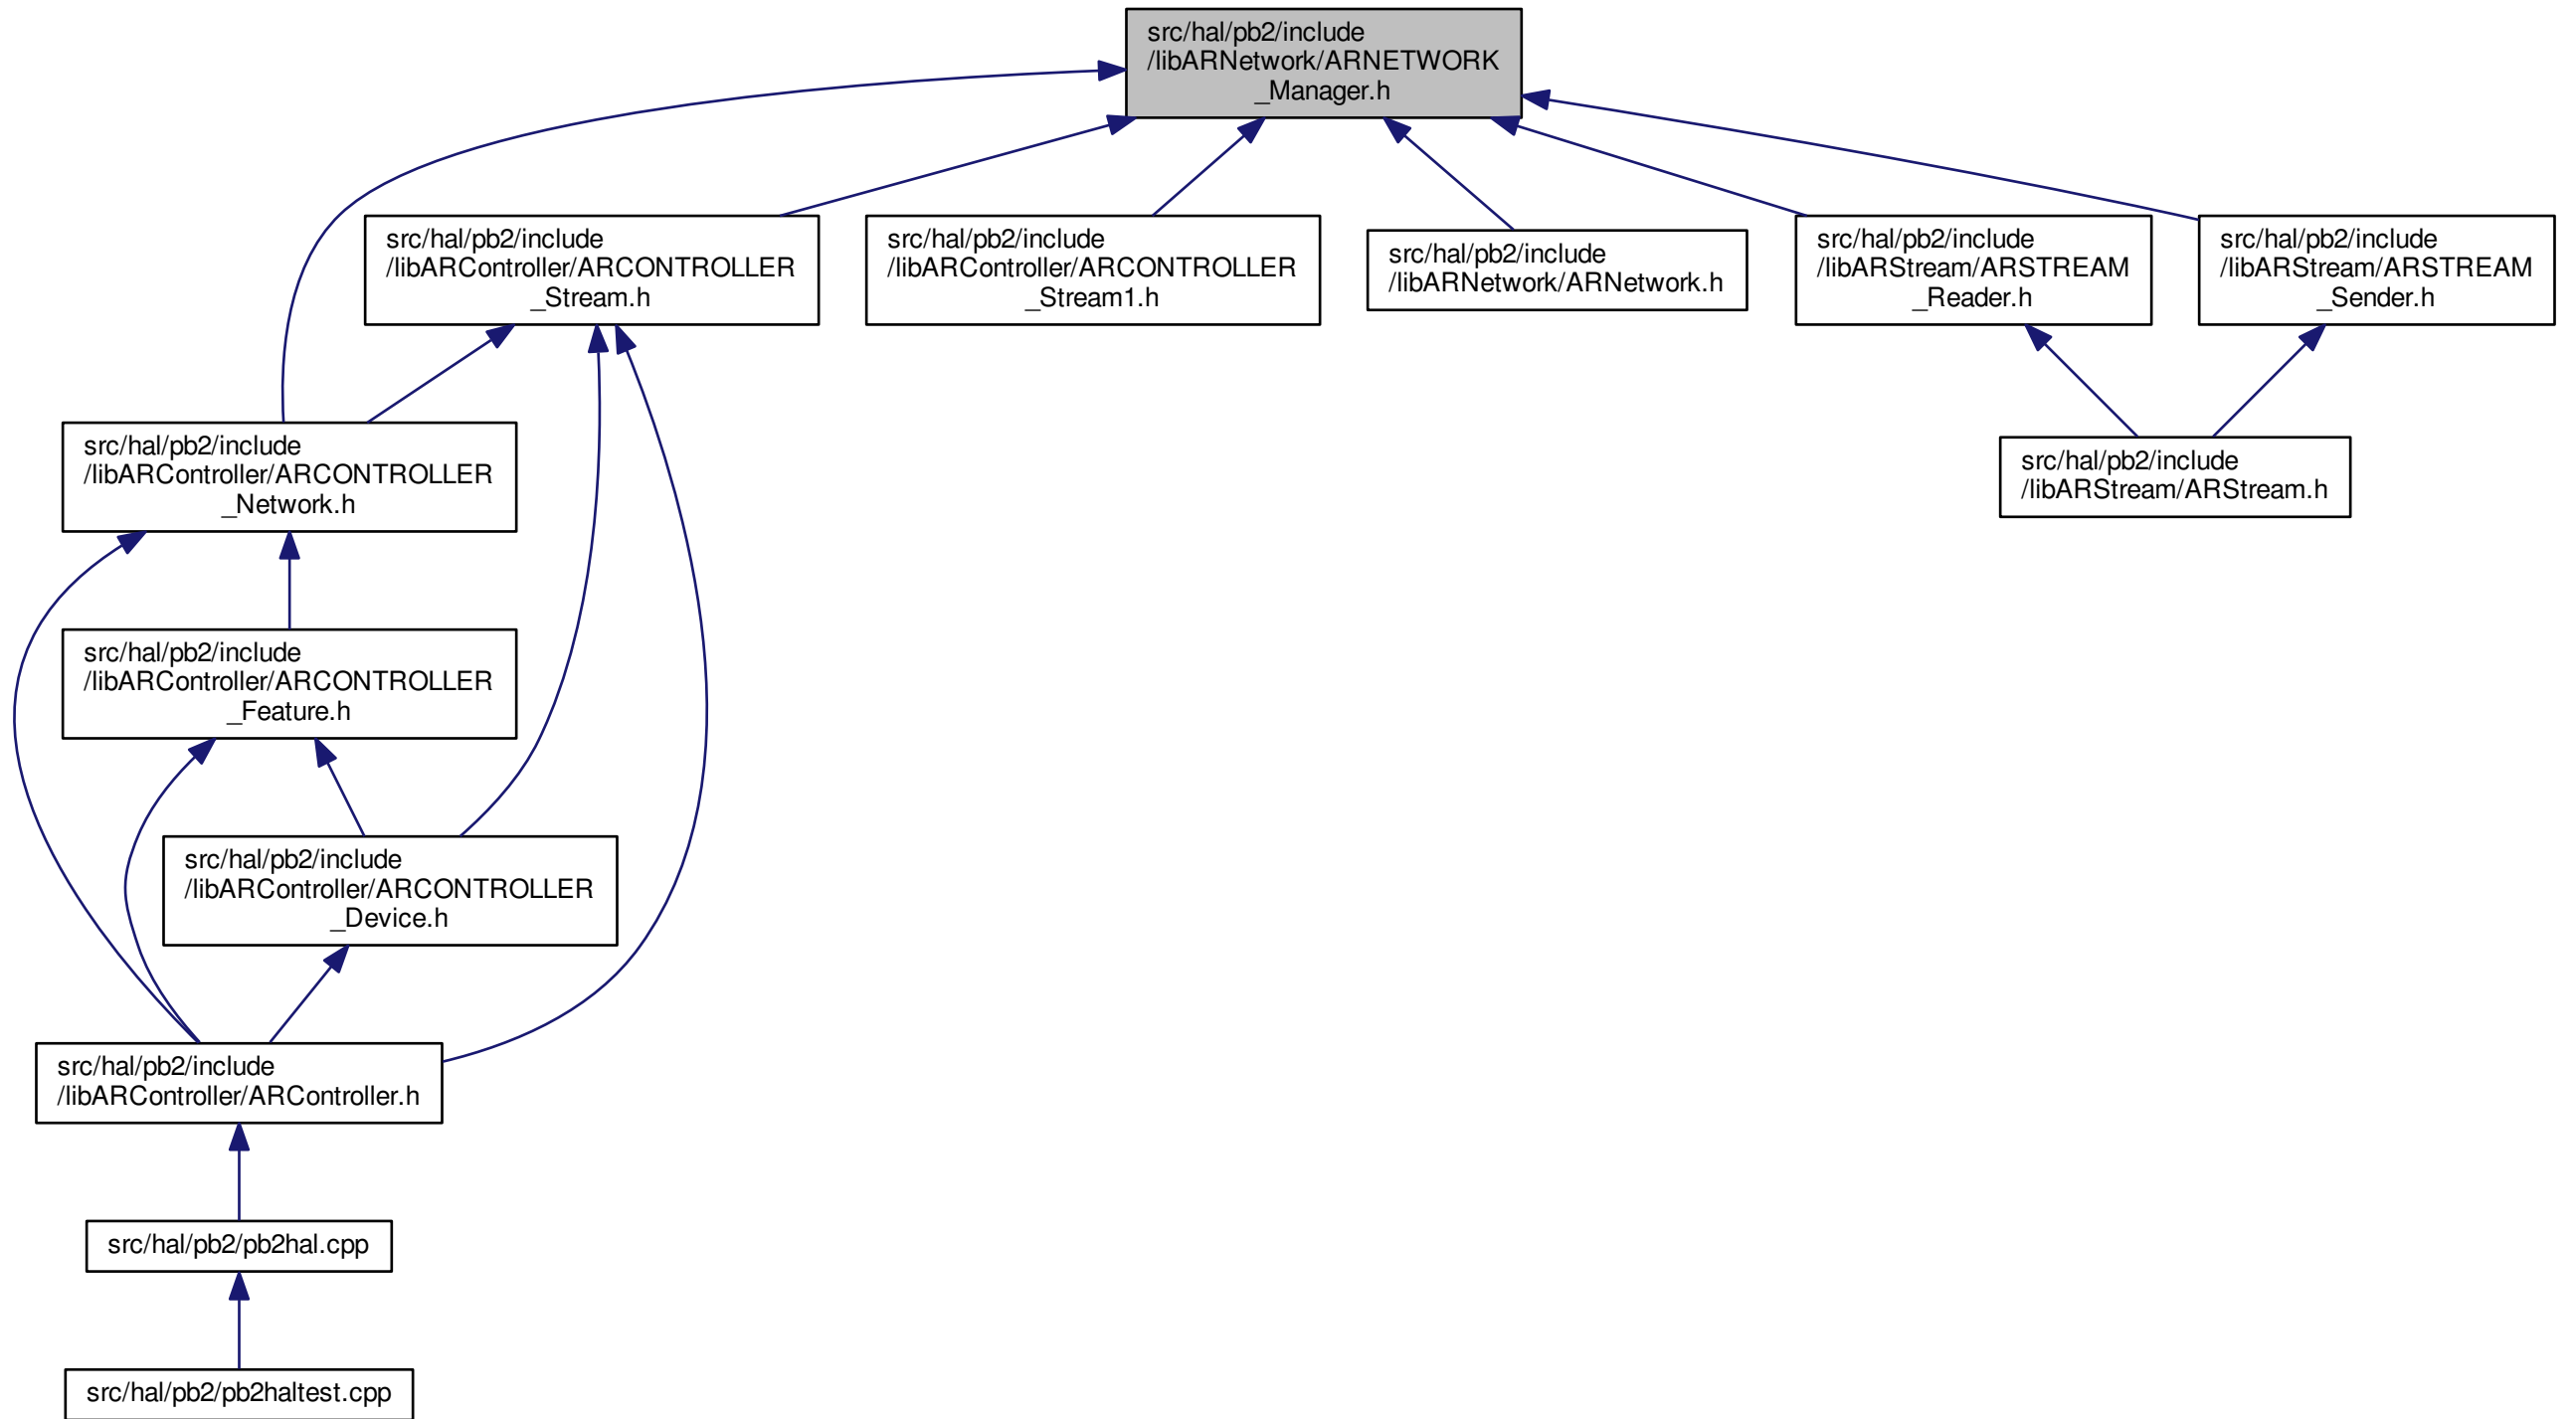 src/hal/pb2/include
/libARNetwork/ARNETWORK
_Manager.h
src/hal/pb2/include
/libARController/ARCONTROLLER
_Stream.h
src/hal/pb2/include
/libARController/ARCONTROLLER
_Stream1.h
src/hal/pb2/include
/libARNetwork/ARNetwork.h
src/hal/pb2/include
/libARStream/ARSTREAM
_Reader.h
src/hal/pb2/include
/libARStream/ARSTREAM
_Sender.h
src/hal/pb2/include
/libARController/ARCONTROLLER
_Network.h
src/hal/pb2/include
/libARStream/ARStream.h
src/hal/pb2/include
/libARController/ARCONTROLLER
_Feature.h
src/hal/pb2/include
/libARController/ARCONTROLLER
_Device.h
src/hal/pb2/include
/libARController/ARController.h
src/hal/pb2/pb2hal.cpp
src/hal/pb2/pb2haltest.cpp